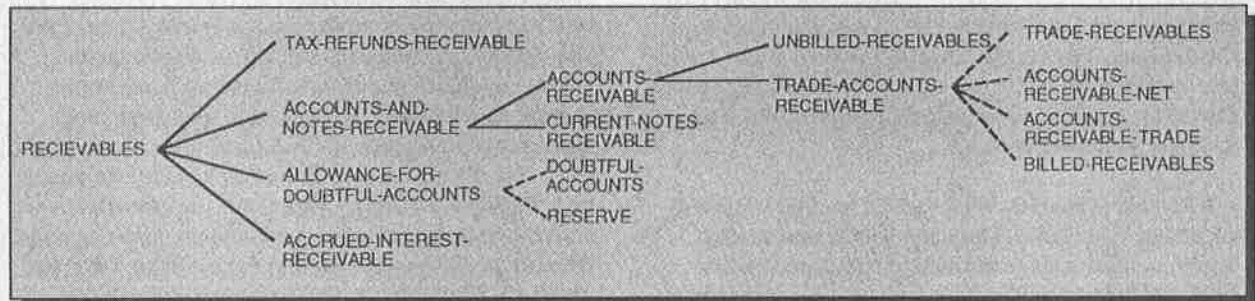 RECIEVABLES
TAX-REFUNDS-RECEIVABLE
ACCOUNTS-AND-
NOTES-RECEIVABLE
ALLOWANCE-FOR-
DOUBTFUL-ACCOUNTS
ACCRUED-INTEREST-
RECEIVABLE
ACCOUNTS-
RECEIVABLE
CURRENT-NOTES-
RECEIVABLE
DOUBTFUL-
ACCOUNTS
RESERVE
UNBILLED-RECEIVABLES
TRADE-ACCOUNTS-
RECEIVABLE
TRADE-RECEIVABLES
ACCOUNTS-
RECEIVABLE-NET
ACCOUNTS-
RECEIVABLE-TRADE
BILLED-RECEIVABLES